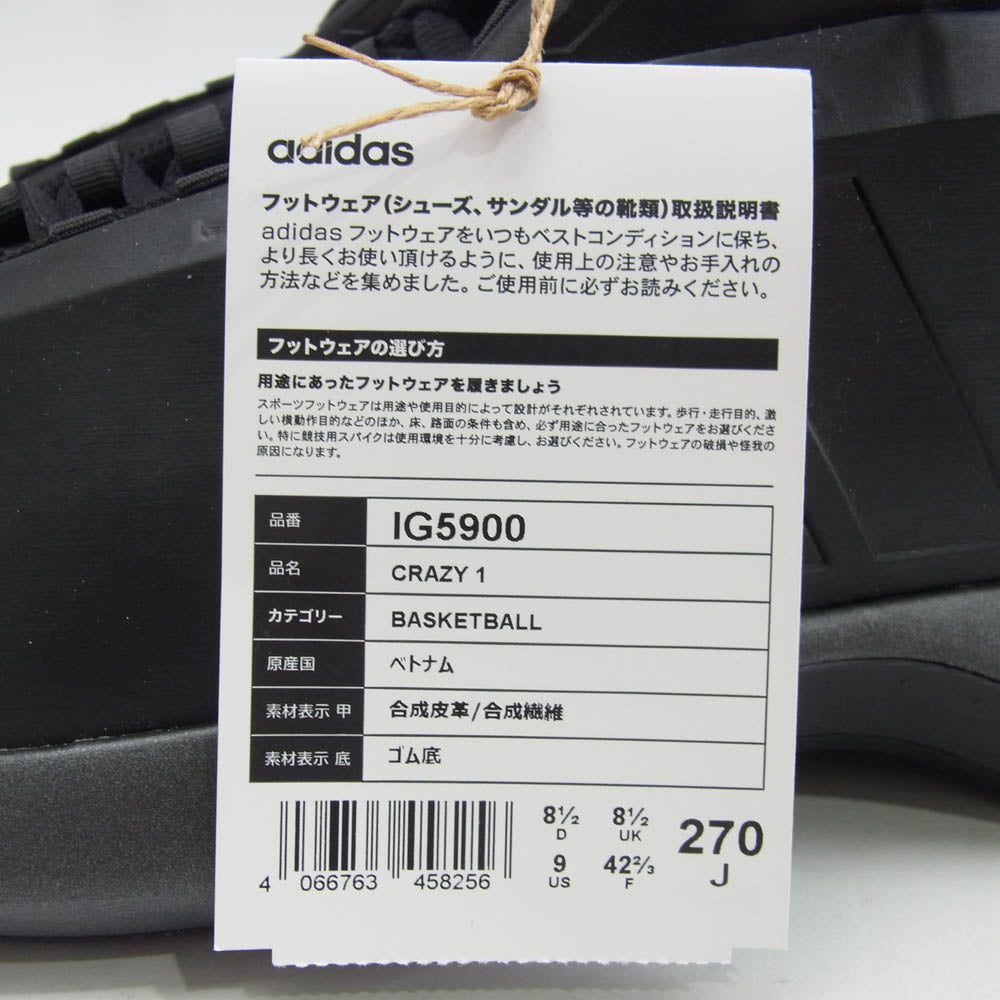 adidas
フットウェア(シューズ、サンダル等の靴類)取扱説明書
adidas フットウェアをいつもベストコンディションに保ち、
より長くお使い頂けるように、使用上の注意やお手入れの
方法などを集めました。ご使用前に必ずお読みください。
フットウェアの選び方
用途にあったフットウェアを履きましょう
スポーツフットウェアは用途や使用目的によって設計がそれぞれされています。歩行・走行目的、激
しい横動作目的などのほか、床、路面の条件も含め、必ず用途に合ったフットウェアをお選びくださ
い。特に競技用スパイクは使用環境を十分に考慮し、お選びください。フットウェアの破損や怪我の
原因になります。
品番 IG5900
品名 CRAZY 1
カテゴリー BASKETBALL
原産国 ベトナム
素材表示 甲 合成皮革/合成繊維
素材表示 底 ゴム底
8½ 8½ 270
D UK J
9 42⅔
US F
4 066763 458256